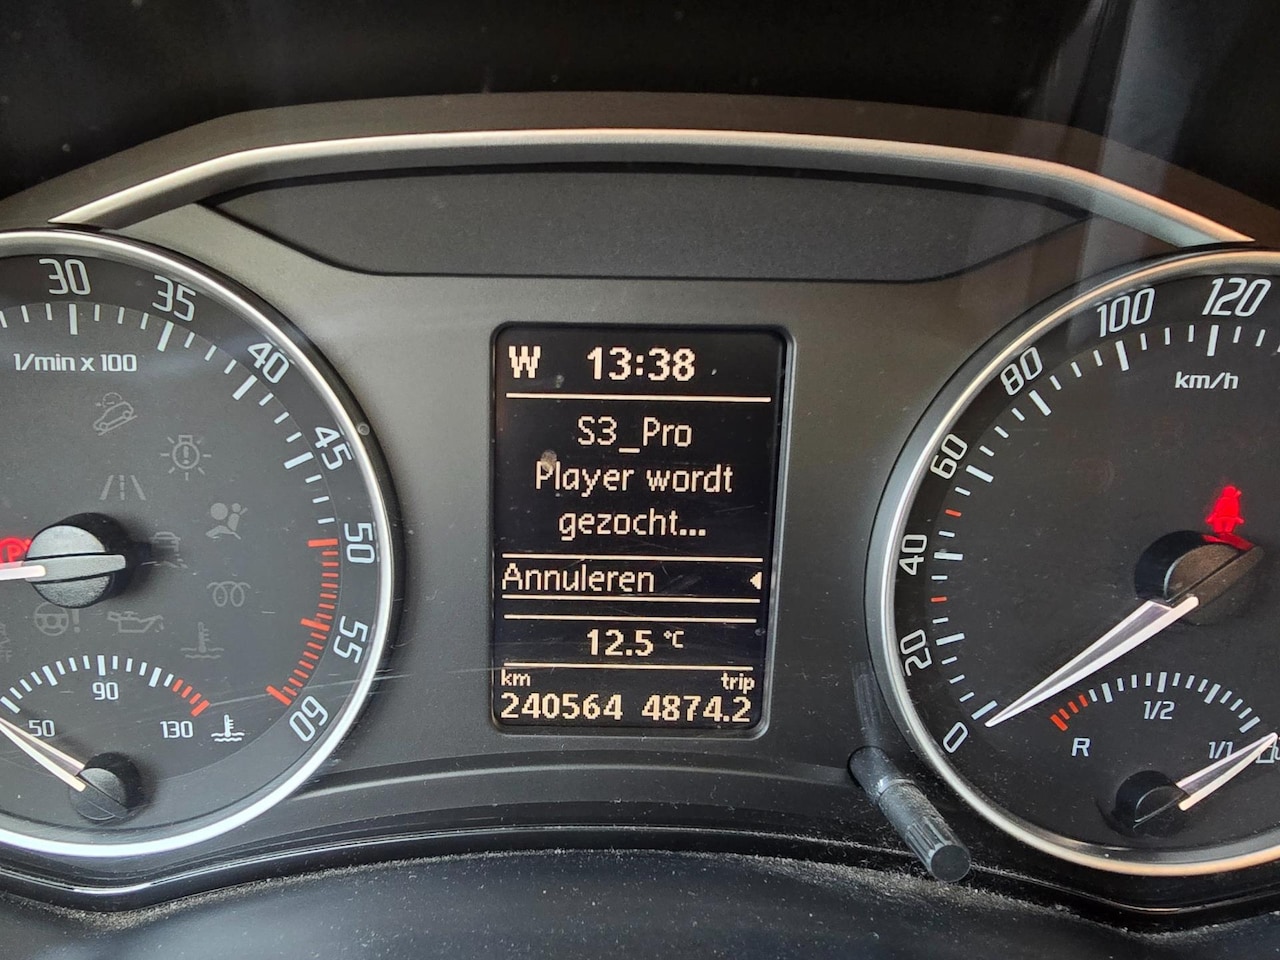 30
35
40
45
50
55
60
1/min x 100
50
90
130
W 13:38
S3_Pro
Player wordt
gezocht...
Annuleren
12.5 °C
km trip
240564 4874.2
0
20
40
60
80
100
120
km/h
R
1/2
1/1